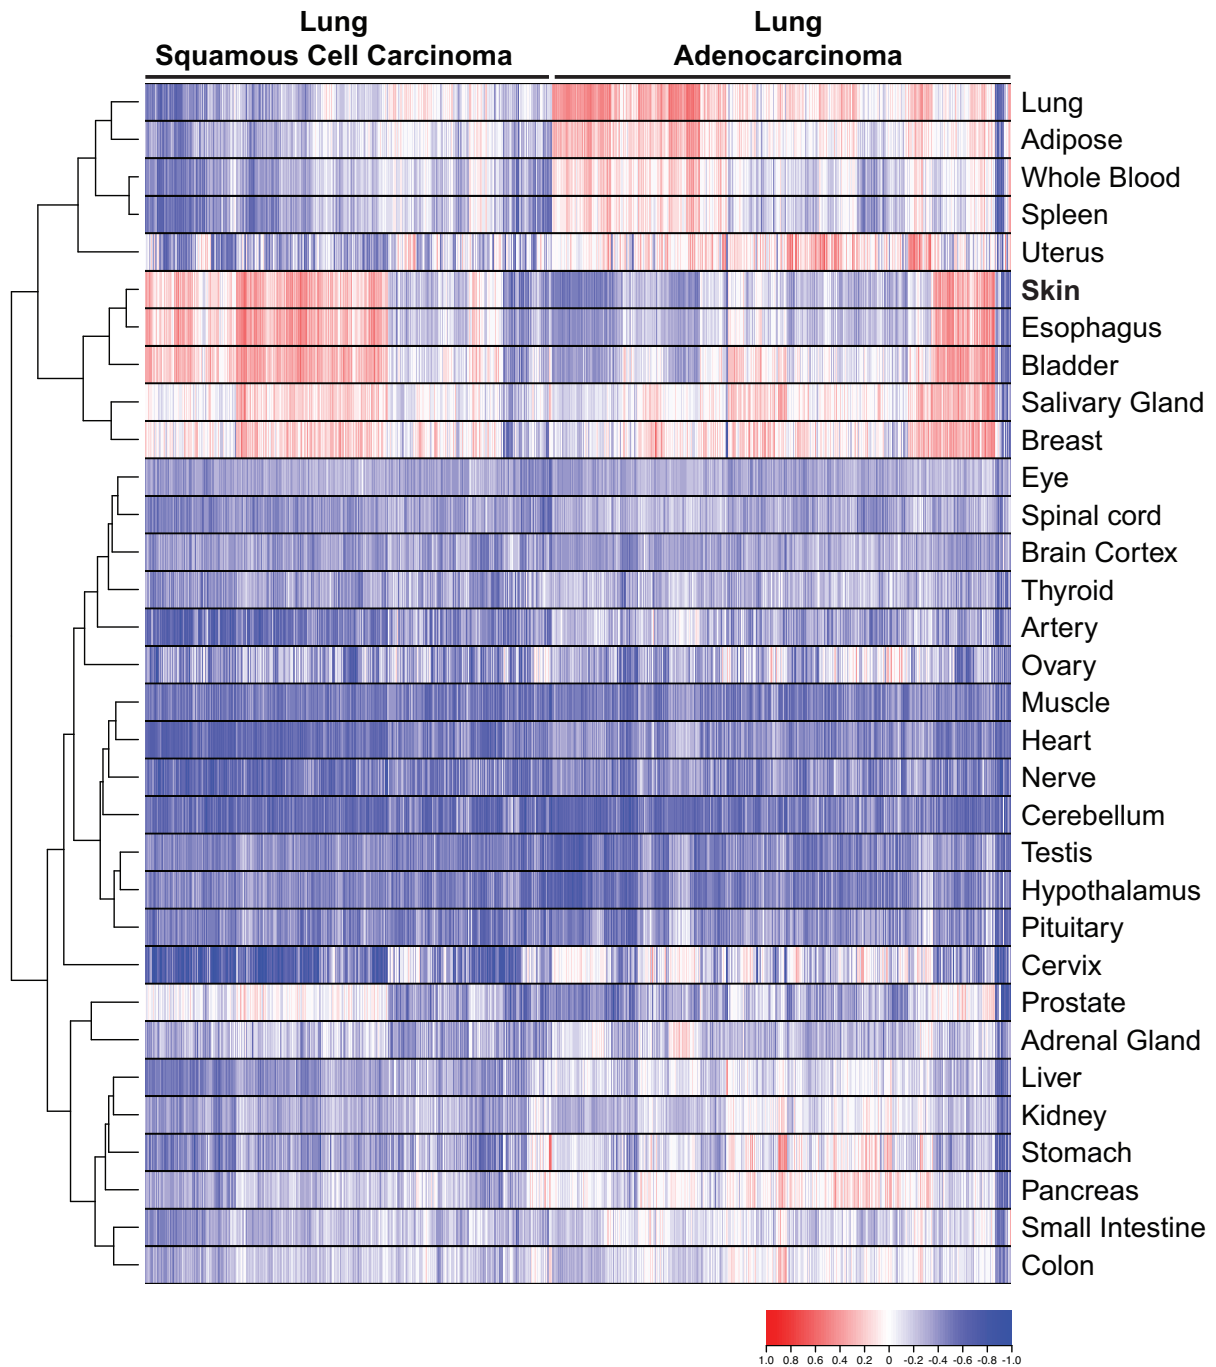 Lung
Squamous Cell Carcinoma
Lung
Adenocarcinoma
Lung
Adipose
Whole Blood
Spleen
Uterus
Skin
Esophagus
Bladder
Salivary Gland
Breast
Eye
Spinal cord
Brain Cortex
Thyroid
Artery
Ovary
Muscle
Heart
Nerve
Cerebellum
Testis
Hypothalamus
Pituitary
Cervix
Prostate
Adrenal Gland
Liver
Kidney
Stomach
Pancreas
Small Intestine
Colon
1.0 0.8 0.6 0.4 0.2 0 -0.2 -0.4 -0.6 -0.8 -1.0